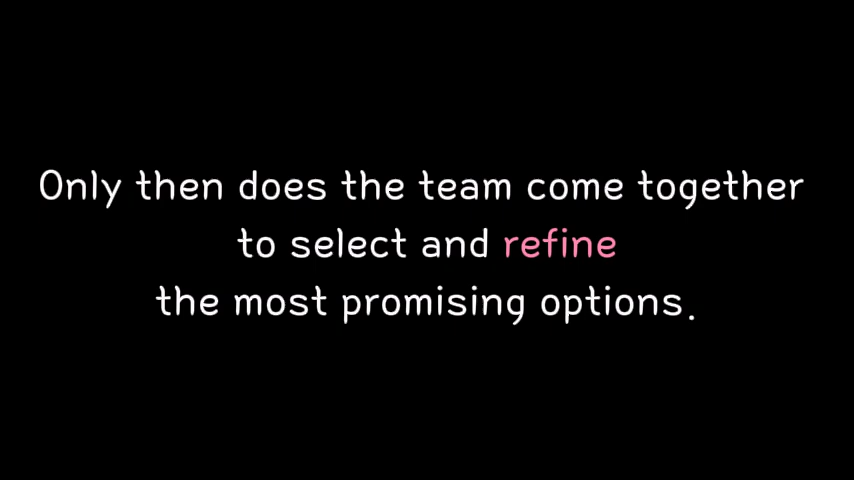 Only then does the team come together
to select and refine
the most promising options.